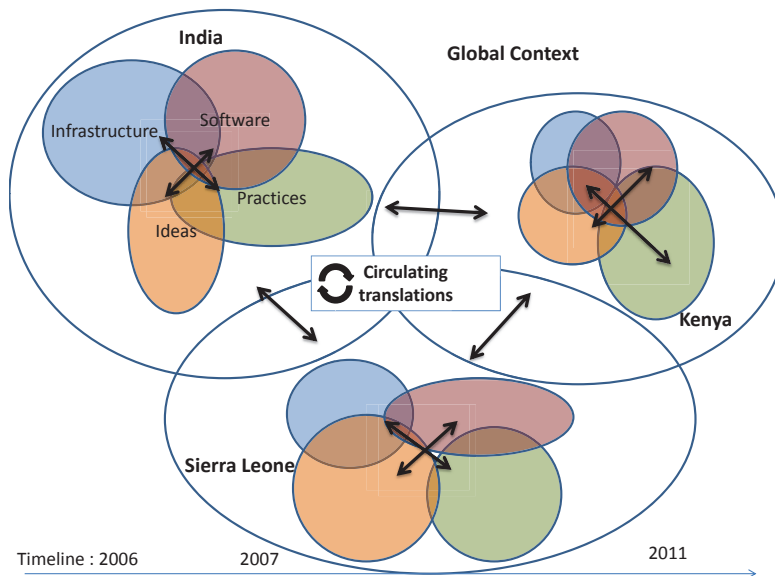 India
Global Context
Infrastructure
Software
Practices
Ideas
Circulating
translations
Kenya
Sierra Leone
Timeline : 2006
2007
2011